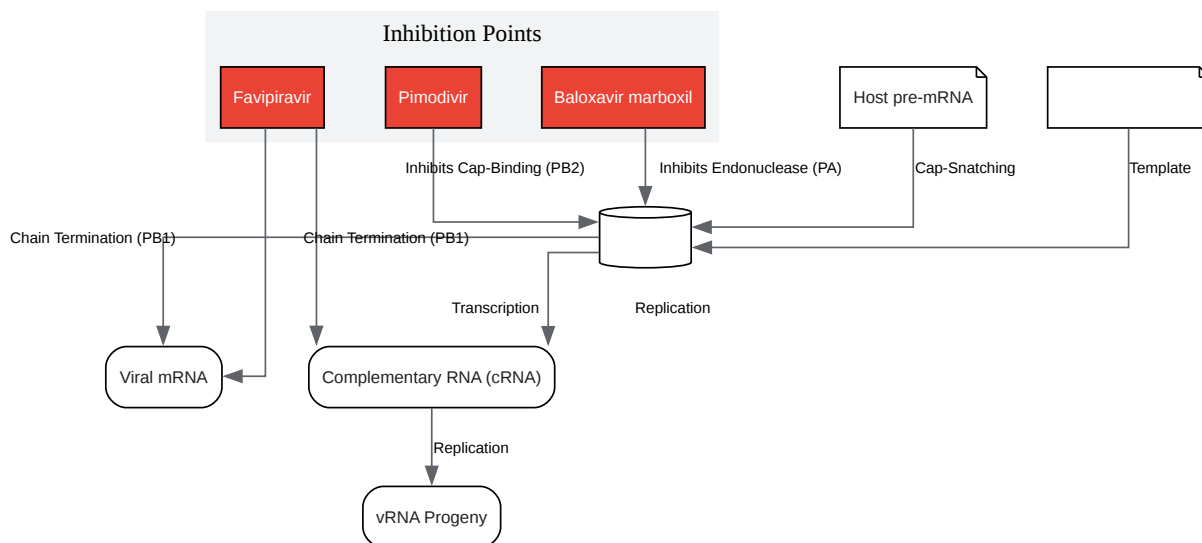 Inhibition Points
Favipiravir
Pimodivir
Baloxavir marboxil
Host pre-mRNA
Inhibits Cap-Binding (PB2)
Inhibits Endonuclease (PA)
Cap-Snatching
Template
Chain Termination (PB1)
Chain Termination (PB1)
Transcription
Replication
Viral mRNA
Complementary RNA (cRNA)
Replication
vRNA Progeny